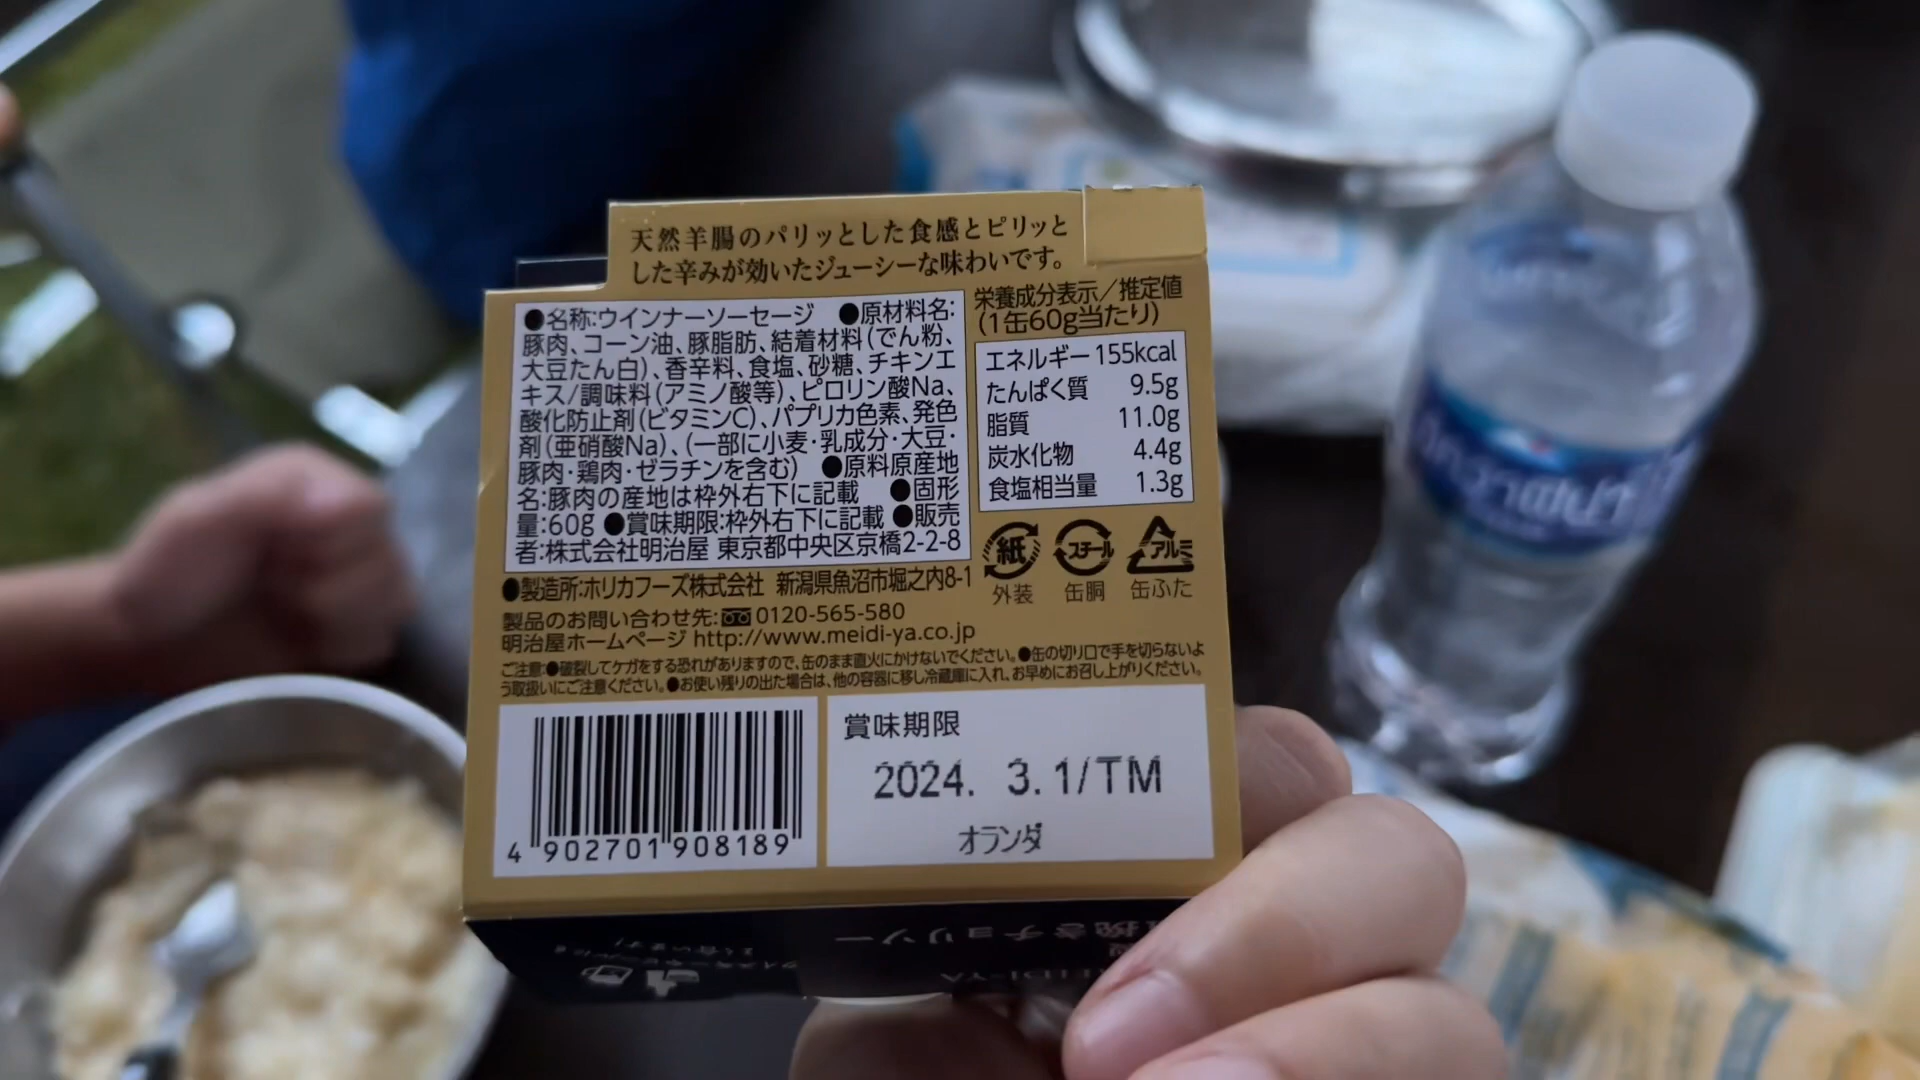 天然羊腸のパリッとした食感とピリッと
した辛みが効いたジューシーな味わいです。
●名称:ウインナーソーセージ ●原材料名:
豚肉、コーン油、豚脂肪、結着材料(でん粉、
大豆たん白)、香辛料、食塩、砂糖、チキンエ
キス/調味料(アミノ酸等)、ピロリン酸Na、
酸化防止剤(ビタミンC)、パプリカ色素、発色
剤(亜硝酸Na)、(一部に小麦・乳成分・大豆・
豚肉・鶏肉・ゼラチンを含む) ●原料原産地
名:豚肉の産地は枠外右下に記載 ●固形
量:60g ●賞味期限:枠外右下に記載 ●販売
者:株式会社明治屋 東京都中央区京橋2-2-8
栄養成分表示/推定値
(1缶60g当たり)
エネルギー 155kcal
たんぱく質 9.5g
脂質 11.0g
炭水化物 4.4g
食塩相当量 1.3g
紙 スチール アルミ
外装 缶胴 缶ふた
●製造所:ホリカフーズ株式会社 新潟県魚沼市堀之内8-1
製品のお問い合わせ先: 0120-565-580
明治屋ホームページ http://www.meidi-ya.co.jp
ご注意:●破裂してケガをする恐れがありますので、缶のまま直火にかけないでください。●缶の切り口で手を切らないよ
う取扱いにご注意ください。●お使い残りの出た場合は、他の容器に移し冷蔵庫に入れ、お早めにお召し上がりください。
賞味期限
2024. 3. 1/TM
オランダ
4 902701 908189
挽きチョリソー